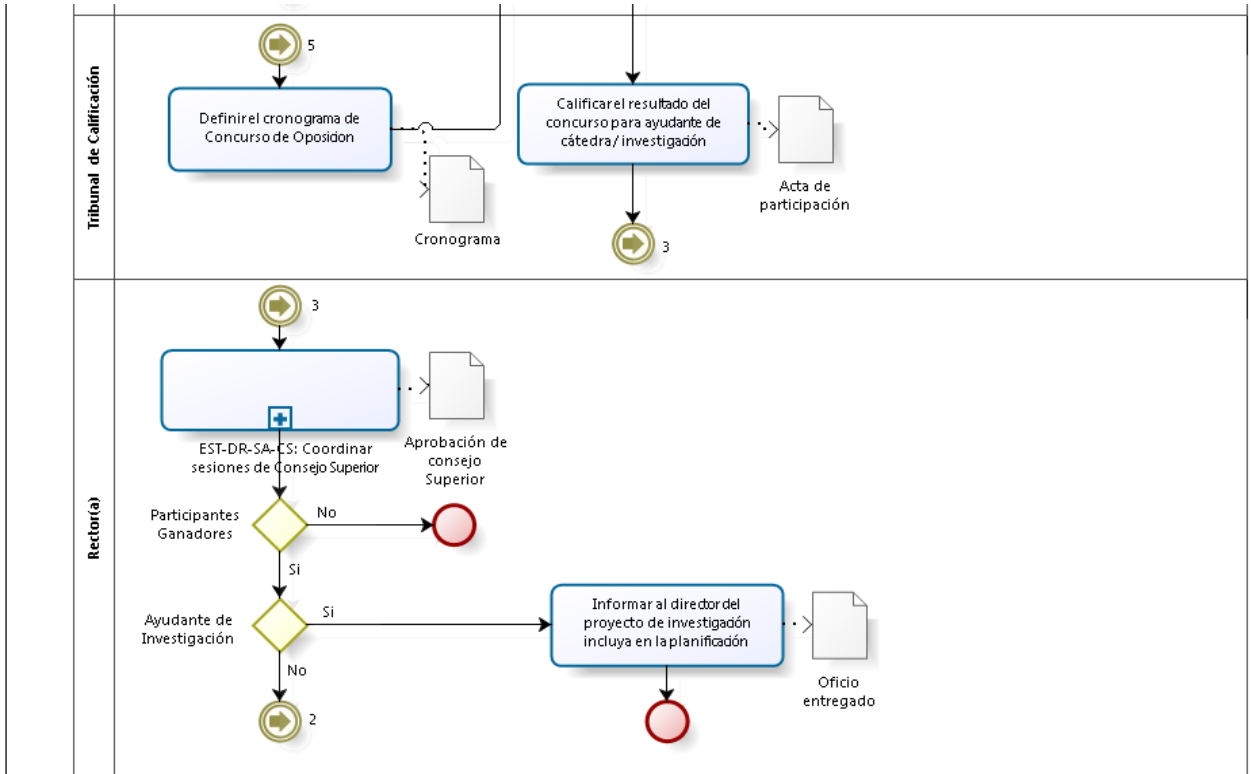 Tribunal de Calificación
5
Definir el cronograma de
Concurso de Oposicion
Cronograma
Calificar el resultado del
concurso para ayudante de
cátedra/ investigación
Acta de
participación
3
Rector(a)
3
EST-DR-SA-CS: Coordinar
sesiones de Consejo Superior
Aprobación de
consejo
Superior
Participantes
Ganadores
No
Si
Ayudante de
Investigación
Si
Informar al director del
proyecto de investigación
incluya en la planificación
Oficio
entregado
No
2